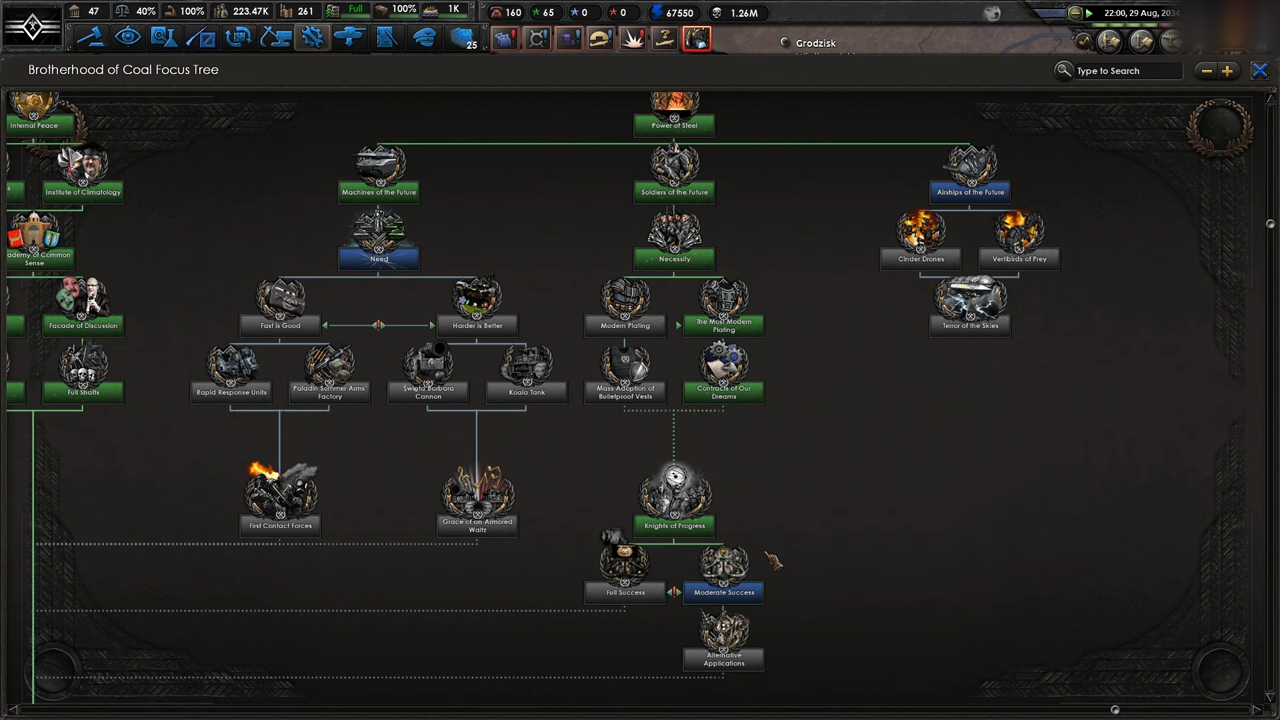 47 40% 100% 223.47K 261 Full 100% 1K 160 65 0 0 67550 1.26M 22:00, 29 Aug, 203
25
Grodzisk
Brotherhood of Coal Focus Tree
Type to Search
Internal Peace
Power of Steel
Institute of Climatology
Machines of the Future
Soldiers of the Future
Airships of the Future
ademy of Common
Sense
Need
Necessity
Cinder Drones
Vertibirds of Prey
Facade of Discussion
Fast is Good
Harder is Better
Modern Plating
The Most Modern
Plating
Terror of the Skies
Full Shafts
Rapid Response Units
Paladin Sommer Arms
Factory
Święta Barbara
Cannon
Koala Tank
Mass Adoption of
Bulletproof Vests
Contracts of Our
Dreams
First Contact Forces
Grace of an Armored
Waltz
Knights of Progress
Full Success
Moderate Success
Alternative
Applications